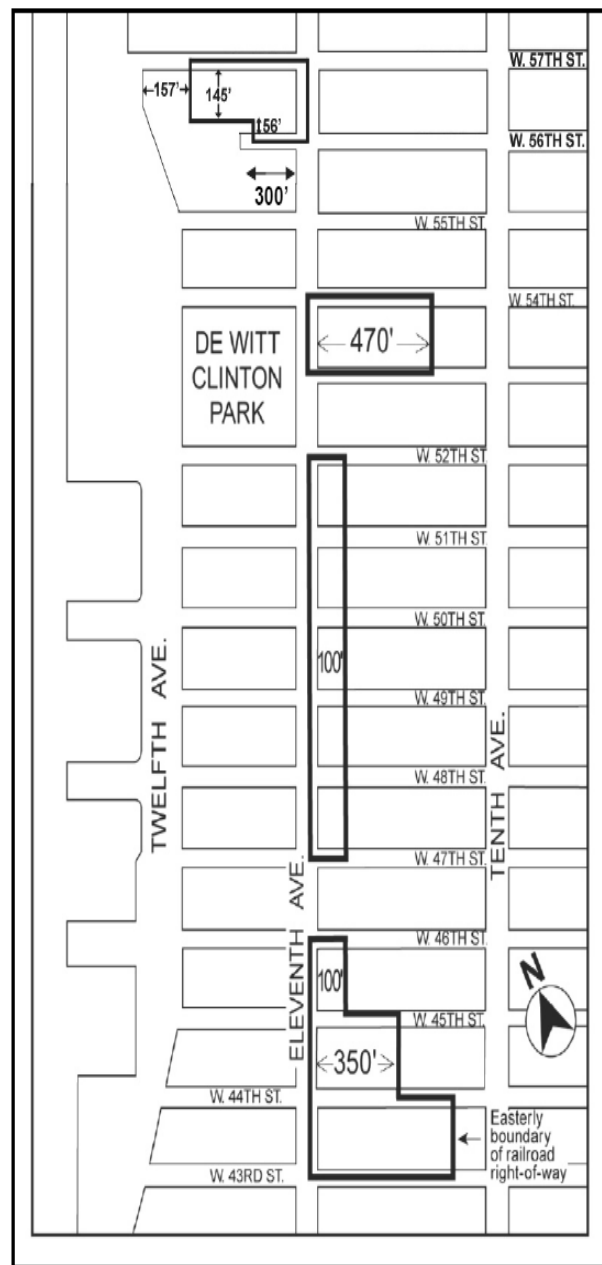 W. 57TH ST.
157'
145'
56'
W. 56TH ST.
300'
W. 55TH ST.
W. 54TH ST.
470'
DE WITT
CLINTON
PARK
W. 52TH ST.
W. 51TH ST.
W. 50TH ST.
100'
W. 49TH ST.
TWELFTH AVE.
TENTH AVE.
W. 48TH ST.
W. 47TH ST.
ELEVENTH AVE.
W. 46TH ST.
N
100'
W. 45TH ST.
350'
W. 44TH ST.
Easterly
boundary
of railroad
right-of-way
W. 43RD ST.